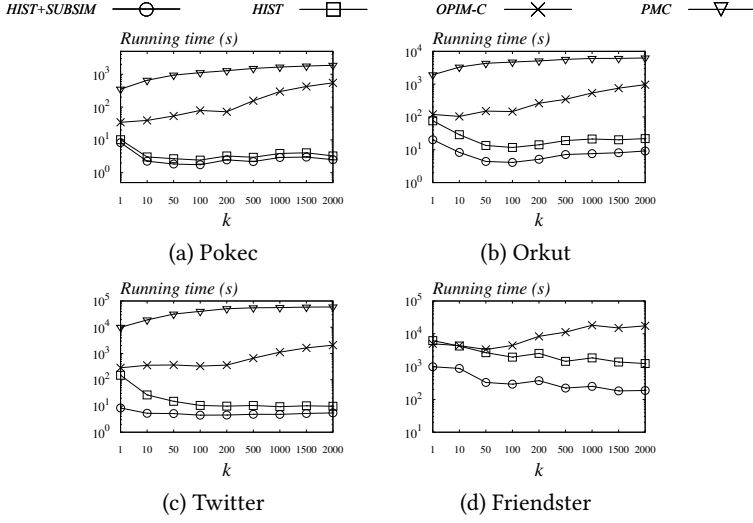 HIST+SUBSIM HIST OPIM-C PMC
Running time (s) Running time (s)
10^3 10^4
10^2 10^3
10^1 10^2
10^0 10^1
10^0
1 10 50 100 200 500 1000 1500 2000 1 10 50 100 200 500 1000 1500 2000
k k
(a) Pokec (b) Orkut
Running time (s) Running time (s)
10^5 10^5
10^4 10^4
10^3 10^3
10^2 10^2
10^1 10^1
10^0
1 10 50 100 200 500 1000 1500 2000 1 10 50 100 200 500 1000 1500 2000
k k
(c) Twitter (d) Friendster